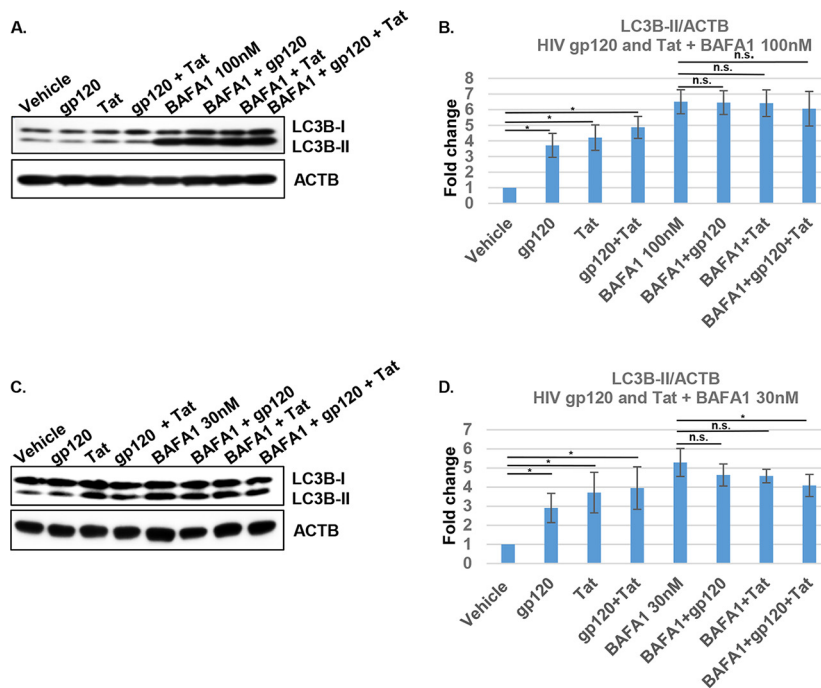 A.
Vehicle
gp120
Tat
gp120 + Tat
BAFA1 100nM
BAFA1 + gp120
BAFA1 + Tat
BAFA1 + gp120 + Tat
LC3B-I
LC3B-II
ACTB
B.
LC3B-II/ACTB
HIV gp120 and Tat + BAFA1 100nM
n.s.
n.s.
n.s.
*
*
*
Fold change
8
7
6
5
4
3
2
1
0
Vehicle
gp120
Tat
gp120+Tat
BAFA1 100nM
BAFA1+gp120
BAFA1+Tat
BAFA1+gp120+Tat
C.
Vehicle
gp120
Tat
gp120 + Tat
BAFA1 30nM
BAFA1 + gp120
BAFA1 + Tat
BAFA1 + gp120 + Tat
LC3B-I
LC3B-II
ACTB
D.
LC3B-II/ACTB
HIV gp120 and Tat + BAFA1 30nM
*
n.s.
n.s.
*
*
*
Fold change
7
6
5
4
3
2
1
0
Vehicle
gp120
Tat
gp120+Tat
BAFA1 30nM
BAFA1+gp120
BAFA1+Tat
BAFA1+gp120+Tat